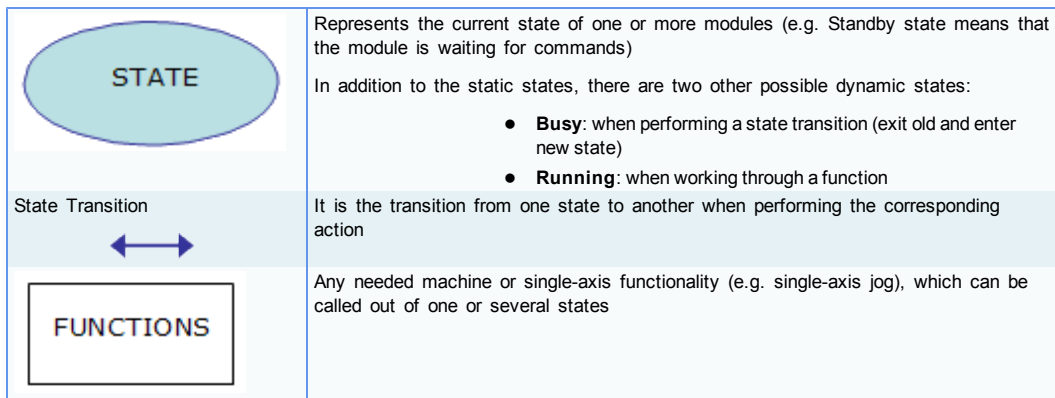 STATE
Represents the current state of one or more modules (e.g. Standby state means that
the module is waiting for commands)
In addition to the static states, there are two other possible dynamic states:
● Busy: when performing a state transition (exit old and enter
new state)
● Running: when working through a function
State Transition
It is the transition from one state to another when performing the corresponding
action
FUNCTIONS
Any needed machine or single-axis functionality (e.g. single-axis jog), which can be
called out of one or several states